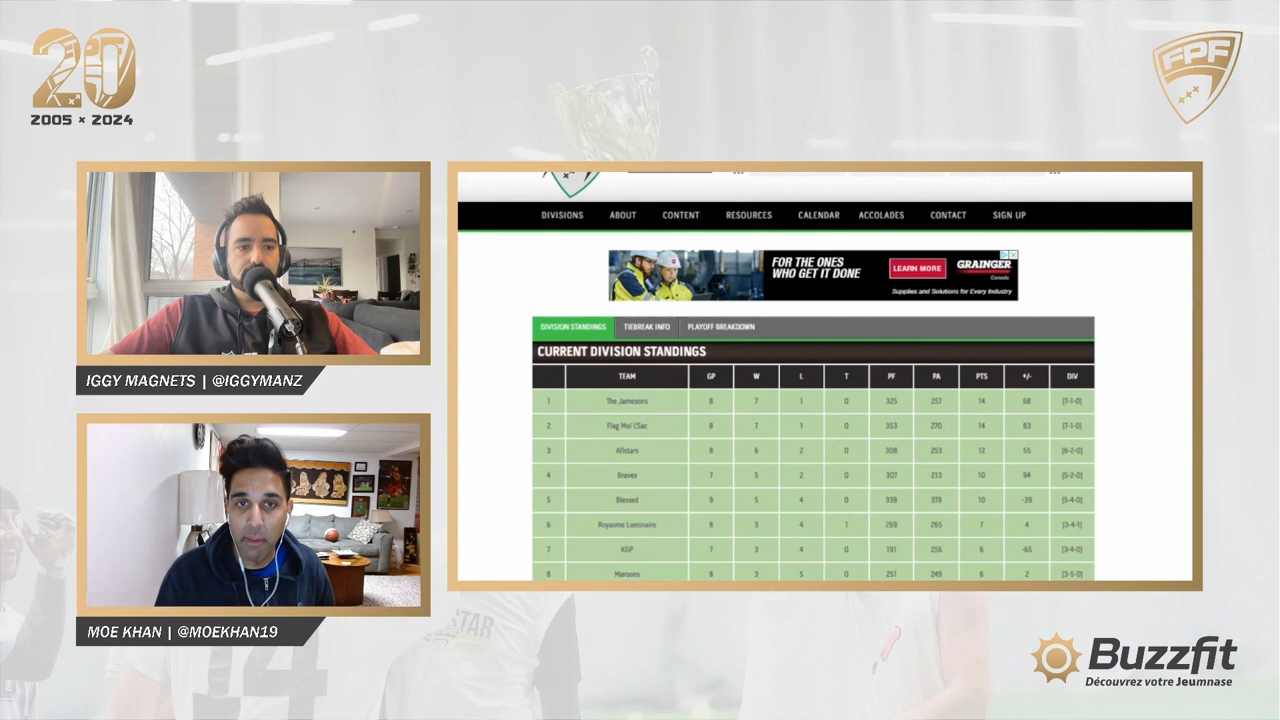 20
2005 × 2024
FPF
IGGY MAGNETS | @IGGYMANZ
MOE KHAN | @MOEKHAN19
DIVISIONS ABOUT CONTENT RESOURCES CALENDAR ACCOLADES CONTACT SIGN UP
FOR THE ONES
WHO GET IT DONE
LEARN MORE
GRAINGER
Canada
Supplies and Solutions for Every Industry
DIVISION STANDINGS TIEBREAK INFO PLAYOFF BREAKDOWN
CURRENT DIVISION STANDINGS
TEAM GP W L T PF PA PTS +/- DIV
1 The Jamesons 8 7 1 0 325 257 14 68 (7-1-0)
2 Flag Moi LSac 8 7 1 0 353 270 14 83 (7-1-0)
3 Allstars 8 6 2 0 308 253 12 55 (6-2-0)
4 Braves 7 5 2 0 307 213 10 94 (5-2-0)
5 Blessed 9 5 4 0 339 378 10 -39 (5-4-0)
6 Royaume Luminaire 8 3 4 1 269 265 7 4 (3-4-1)
7 KGP 7 3 4 0 191 256 6 -65 (3-4-0)
8 Maroons 8 3 5 0 251 249 6 2 (3-5-0)
STAR
14
Buzzfit
Découvrez votre Jeumnase